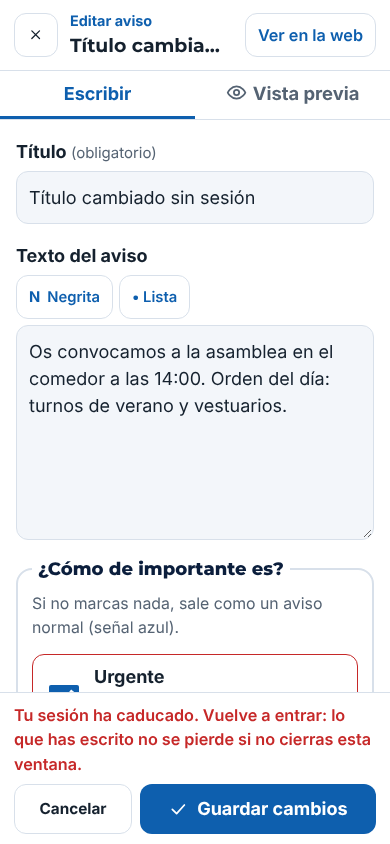 Editar aviso
Título cambia...
Ver en la web
Escribir
Vista previa
Título (obligatorio)
Título cambiado sin sesión
Texto del aviso
N Negrita
• Lista
Os convocamos a la asamblea en el
comedor a las 14:00. Orden del día:
turnos de verano y vestuarios.
¿Cómo de importante es?
Si no marcas nada, sale como un aviso
normal (señal azul).
Urgente
Tu sesión ha caducado. Vuelve a entrar: lo
que has escrito no se pierde si no cierras esta
ventana.
Cancelar
Guardar cambios